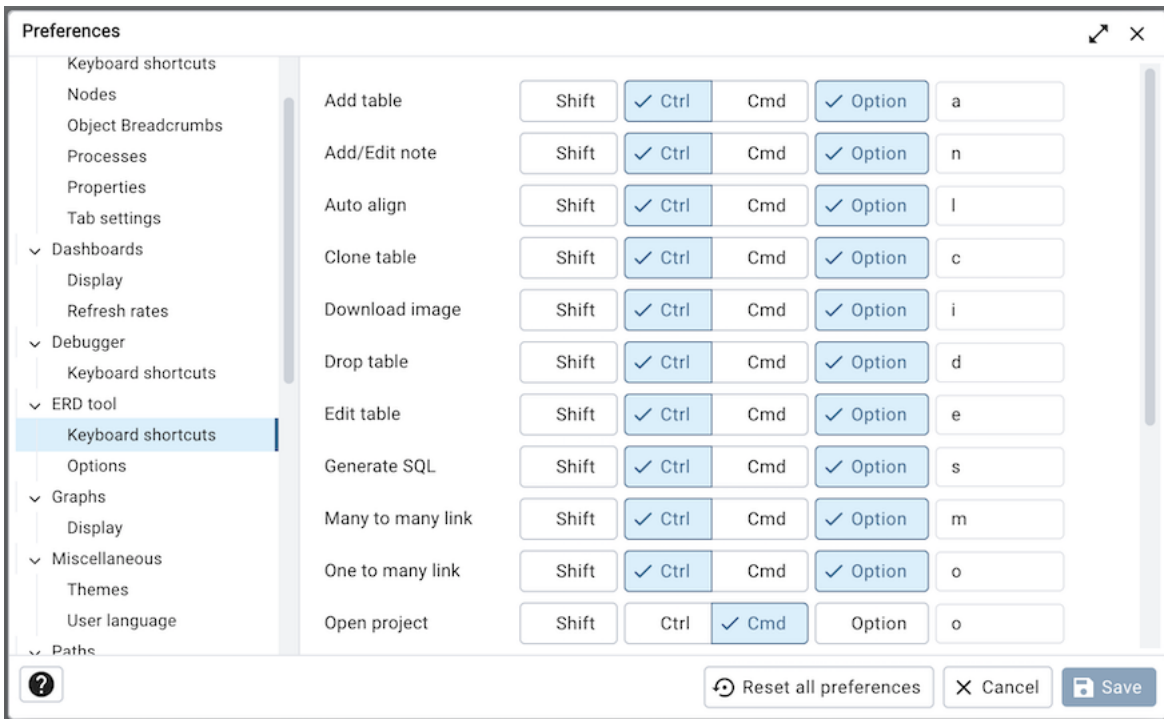 Preferences
Keyboard shortcuts
Nodes
Object Breadcrumbs
Processes
Properties
Tab settings
Dashboards
Display
Refresh rates
Debugger
Keyboard shortcuts
ERD tool
Keyboard shortcuts
Options
Graphs
Display
Miscellaneous
Themes
User language
Paths
Add table Shift Ctrl Cmd Option a
Add/Edit note Shift Ctrl Cmd Option n
Auto align Shift Ctrl Cmd Option l
Clone table Shift Ctrl Cmd Option c
Download image Shift Ctrl Cmd Option i
Drop table Shift Ctrl Cmd Option d
Edit table Shift Ctrl Cmd Option e
Generate SQL Shift Ctrl Cmd Option s
Many to many link Shift Ctrl Cmd Option m
One to many link Shift Ctrl Cmd Option o
Open project Shift Ctrl Cmd Option o
? Reset all preferences Cancel Save